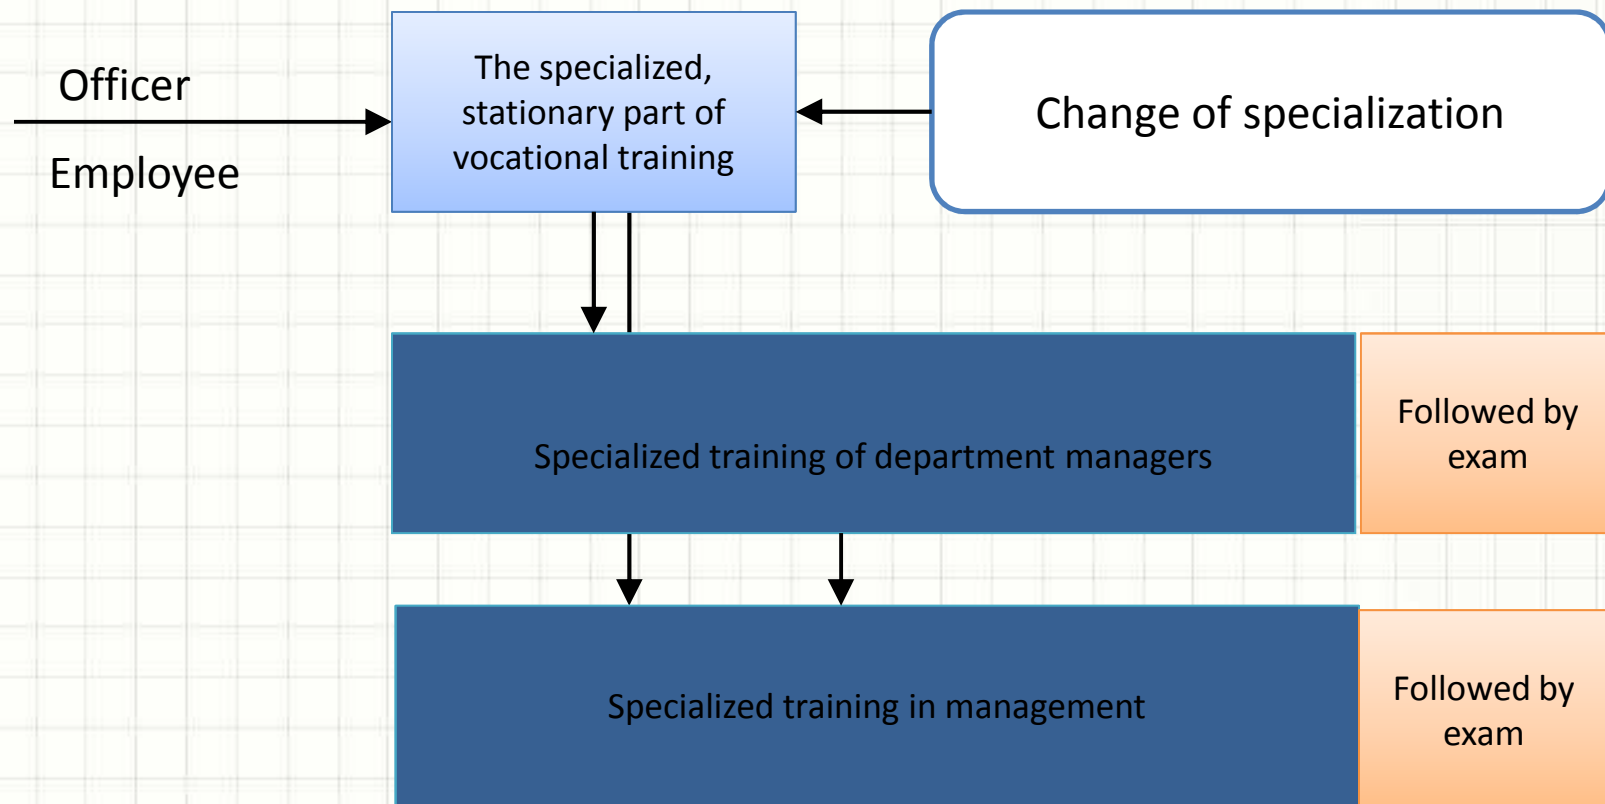 Officer
Employee
The specialized,
stationary part of
vocational training
Change of specialization
Specialized training of department managers
Followed by
exam
Specialized training in management
Followed by
exam